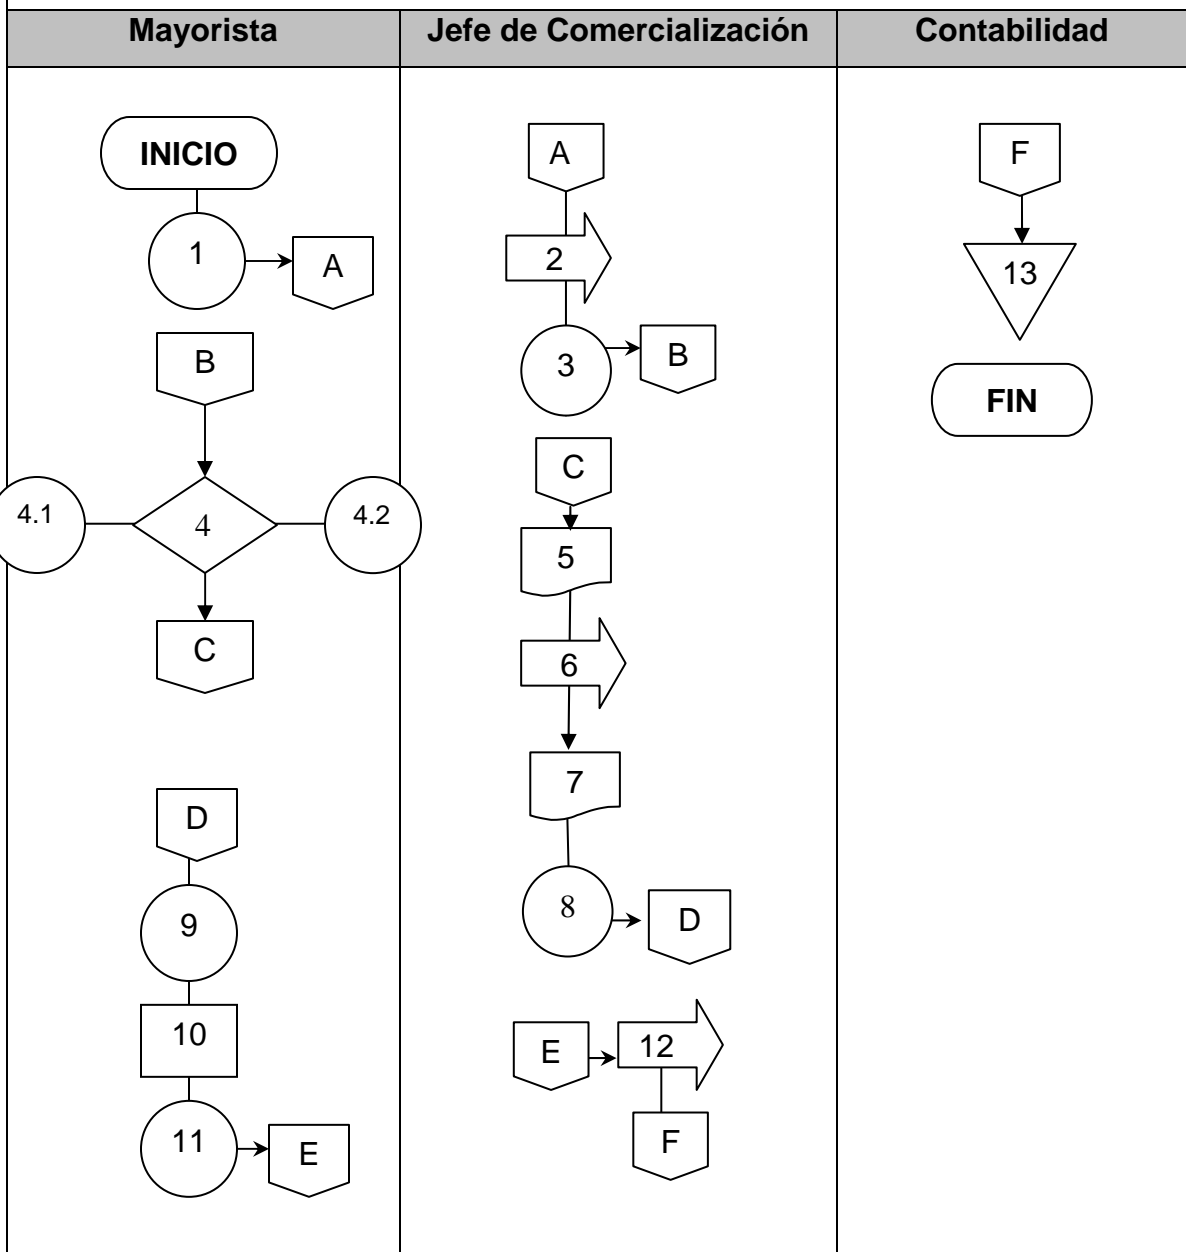 Mayorista
Jefe de Comercialización
Contabilidad
INICIO
1
A
B
4.1
4
4.2
C
D
9
10
11
E
A
2
3
B
C
5
6
7
8
D
E
12
F
F
13
FIN